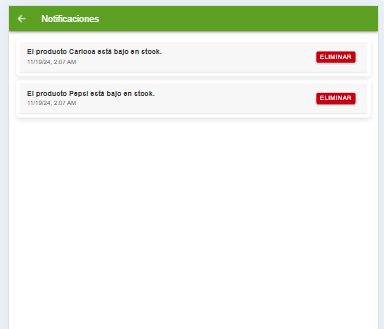 Notificaciones
El producto Carioca está bajo en stock.
11/19/24, 2:07 AM
ELIMINAR
El producto Pepsi está bajo en stock.
11/19/24, 2:07 AM
ELIMINAR